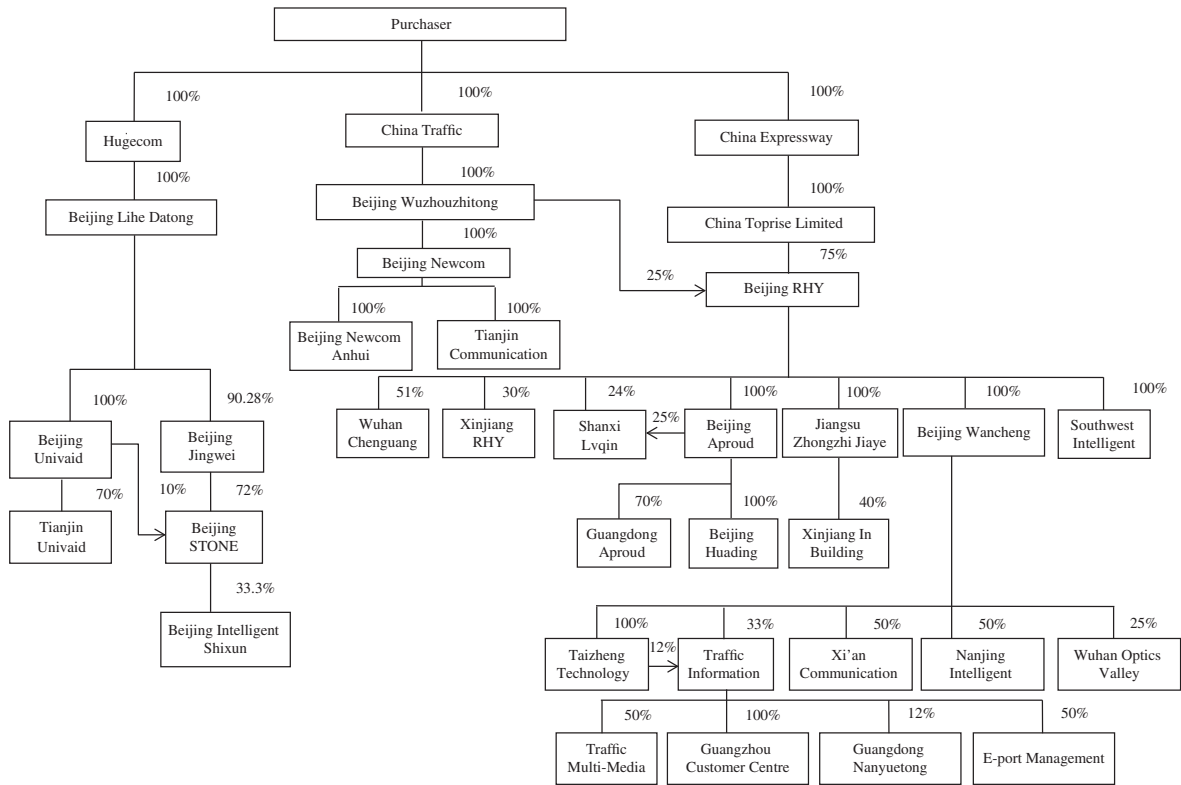 Purchaser
100%
100%
100%
Hugecom
China Traffic
China Expressway
100%
100%
100%
Beijing Lihe Datong
Beijing Wuzhouzhitong
China Toprise Limited
100%
75%
Beijing Newcom
25%
Beijing RHY
100%
100%
Beijing Newcom
Anhui
Tianjin
Communication
100%
90.28%
51%
30%
24%
100%
100%
100%
100%
Beijing
Univaid
Beijing
Jingwei
Wuhan
Chenguang
Xinjiang
RHY
Shanxi
Lvqin
25%
Beijing
Aproud
Jiangsu
Zhongzhi Jiaye
Beijing Wancheng
Southwest
Intelligent
70%
10%
72%
70%
100%
40%
Tianjin
Univaid
Beijing
STONE
Guangdong
Aproud
Beijing
Huading
Xinjiang In
Building
33.3%
Beijing Intelligent
Shixun
100%
33%
50%
50%
25%
Taizheng
Technology
12%
Traffic
Information
Xi'an
Communication
Nanjing
Intelligent
Wuhan Optics
Valley
50%
100%
12%
50%
Traffic
Multi-Media
Guangzhou
Customer Centre
Guangdong
Nanyuetong
E-port Management